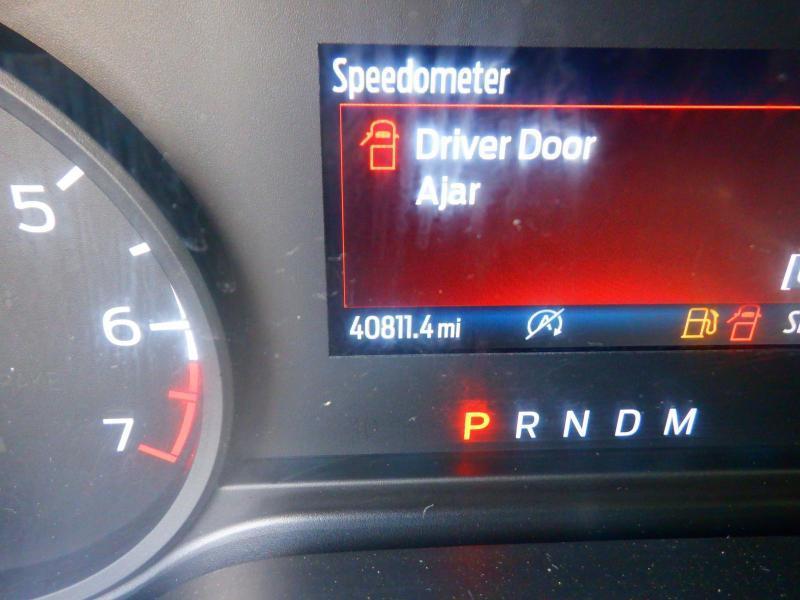 Speedometer
Driver Door
Ajar
40811.4 mi
P R N D M
5
6
7